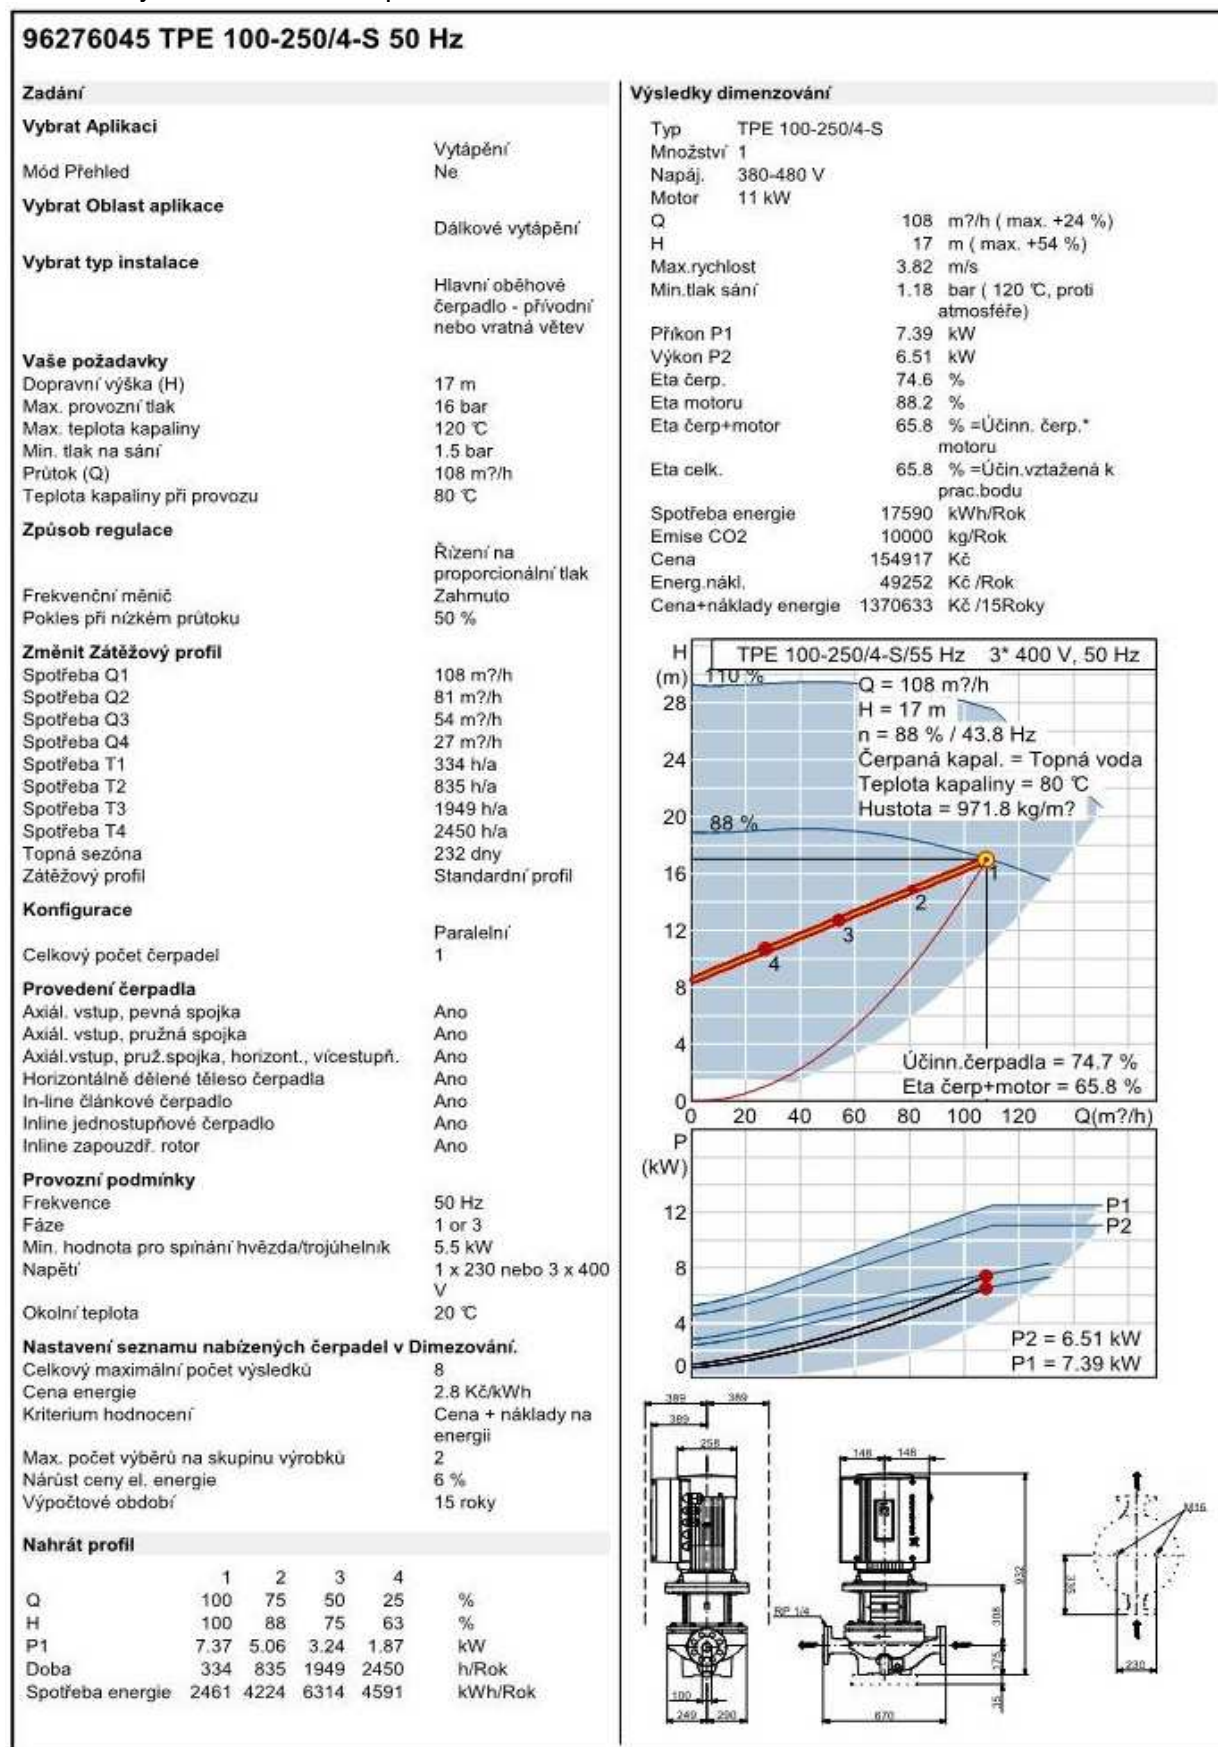 96276045 TPE 100-250/4-S 50 Hz
Zadání
Vybrat Aplikaci
Vytápění
Mód Přehled Ne
Vybrat Oblast aplikace
Dálkové vytápění
Vybrat typ instalace
Hlavní oběhové
čerpadlo - přívodní
nebo vratná větev
Vaše požadavky
Dopravní výška (H) 17 m
Max. provozní tlak 16 bar
Max. teplota kapaliny 120 °C
Min. tlak na sání 1.5 bar
Průtok (Q) 108 m?/h
Teplota kapaliny při provozu 80 °C
Způsob regulace
Řízení na
proporcionální tlak
Frekvenční měnič Zahrnuto
Pokles při nízkém průtoku 50 %
Změnit Zátěžový profil
Spotřeba Q1 108 m?/h
Spotřeba Q2 81 m?/h
Spotřeba Q3 54 m?/h
Spotřeba Q4 27 m?/h
Spotřeba T1 334 h/a
Spotřeba T2 835 h/a
Spotřeba T3 1949 h/a
Spotřeba T4 2450 h/a
Topná sezóna 232 dny
Zátěžový profil Standardní profil
Konfigurace
Paralelní
Celkový počet čerpadel 1
Provedení čerpadla
Axiál. vstup, pevná spojka Ano
Axiál. vstup, pružná spojka Ano
Axiál.vstup, pruž.spojka, horizont., vícestupň. Ano
Horizontálně dělené těleso čerpadla Ano
In-line článkové čerpadlo Ano
Inline jednostupňové čerpadlo Ano
Inline zapouzdř. rotor Ano
Provozní podmínky
Frekvence 50 Hz
Fáze 1 or 3
Min. hodnota pro spínání hvězda/trojúhelník 5.5 kW
Napětí 1 x 230 nebo 3 x 400
V
Okolní teplota 20 °C
Nastavení seznamu nabízených čerpadel v Dimezování.
Celkový maximální počet výsledků 8
Cena energie 2.8 Kč/kWh
Kriterium hodnocení Cena + náklady na
energii
Max. počet výběrů na skupinu výrobků 2
Nárůst ceny el. energie 6 %
Výpočtové období 15 roky
Nahrát profil
1 2 3 4
Q 100 75 50 25 %
H 100 88 75 63 %
P1 7.37 5.06 3.24 1.87 kW
Doba 334 835 1949 2450 h/Rok
Spotřeba energie 2461 4224 6314 4591 kWh/Rok
Výsledky dimenzování
Typ TPE 100-250/4-S
Množství 1
Napáj. 380-480 V
Motor 11 kW
Q 108 m?/h ( max. +24 %)
H 17 m ( max. +54 %)
Max.rychlost 3.82 m/s
Min.tlak sání 1.18 bar ( 120 °C, proti
atmosféře)
Příkon P1 7.39 kW
Výkon P2 6.51 kW
Eta čerp. 74.6 %
Eta motoru 88.2 %
Eta čerp+motor 65.8 % =Účinn. čerp.*
motoru
Eta celk. 65.8 % =Účin.vztažená k
prac.bodu
Spotřeba energie 17590 kWh/Rok
Emise CO2 10000 kg/Rok
Cena 154917 Kč
Energ.nákl. 49252 Kč /Rok
Cena+náklady energie 1370633 Kč /15Roky
H
(m)
TPE 100-250/4-S/55 Hz 3* 400 V, 50 Hz
110 %
Q = 108 m?/h
28
H = 17 m
n = 88 % / 43.8 Hz
24
Čerpaná kapal. = Topná voda
Teplota kapaliny = 80 °C
20
Hustota = 971.8 kg/m?
88 %
16
1
2
12
3
4
8
4
Účinn.čerpadla = 74.7 %
Eta čerp+motor = 65.8 %
0
0 20 40 60 80 100 120 Q(m?/h)
P
(kW)
12
P1
P2
8
4
P2 = 6.51 kW
0
P1 = 7.39 kW
389 389
389
258
100
249 290
148 148
RP 1/4
932
308
175
35
670
M16
335
230